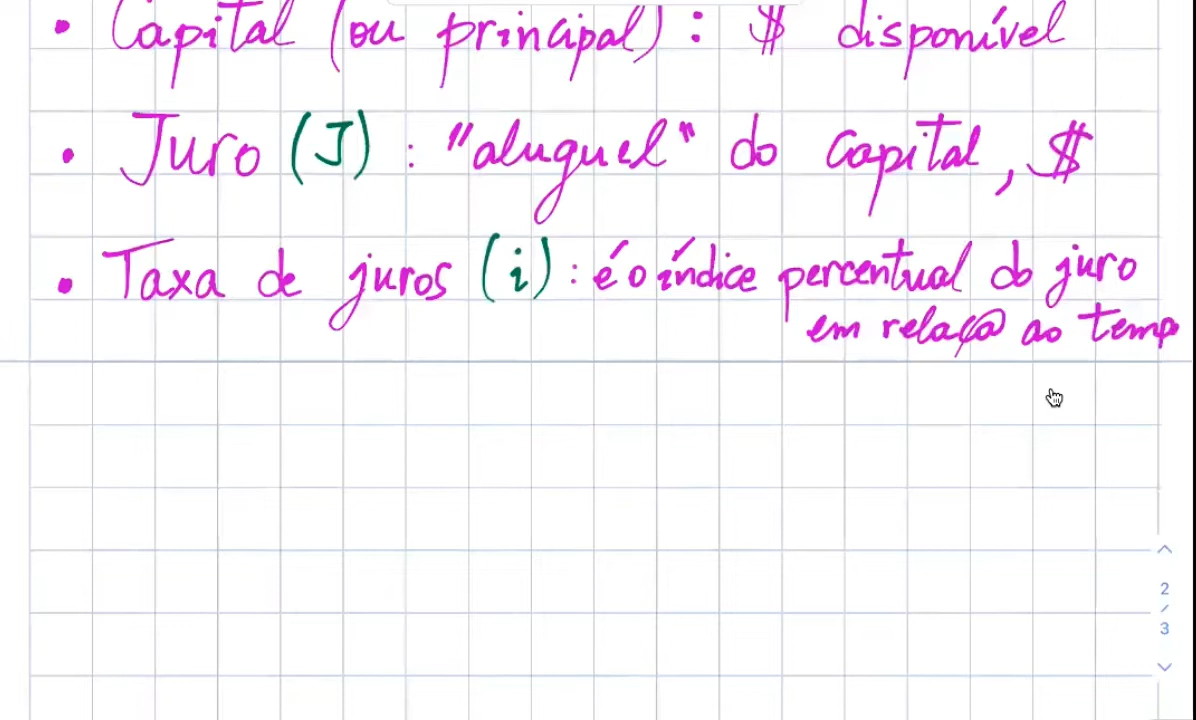 • Capital (ou principal) : $ disponível
• Juro (J) : "aluguel" do capital, $
• Taxa de juros (i) : é o índice percentual do juro
em relação ao temp
2
/
3